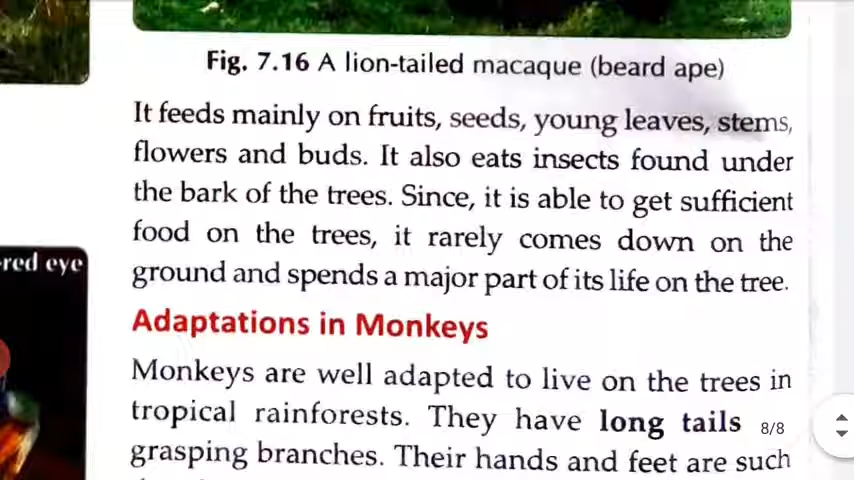 Fig. 7.16 A lion-tailed macaque (beard ape)
It feeds mainly on fruits, seeds, young leaves, stems,
flowers and buds. It also eats insects found under
the bark of the trees. Since, it is able to get sufficient
food on the trees, it rarely comes down on the
ground and spends a major part of its life on the tree.
-red eye
Adaptations in Monkeys
Monkeys are well adapted to live on the trees in
tropical rainforests. They have long tails
8/8
grasping branches. Their hands and feet are such